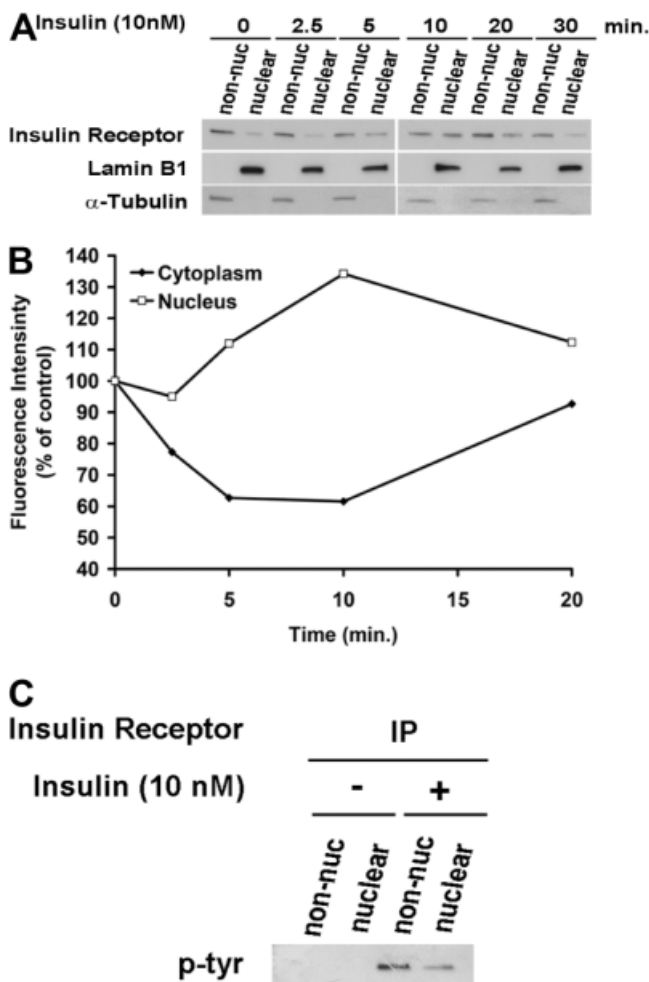 A Insulin (10nM) 0 2.5 5 10 20 30 min.
non-nuc nuclear non-nuc nuclear non-nuc nuclear non-nuc nuclear non-nuc nuclear non-nuc nuclear
Insulin Receptor
Lamin B1
α-Tubulin
B
140
130
120
110
100
90
80
70
60
50
40
Cytoplasm
Nucleus
Fluorescence Intensinty
(% of control)
0 5 10 15 20
Time (min.)
C
Insulin Receptor IP
Insulin (10 nM) - +
non-nuc nuclear non-nuc nuclear
p-tyr